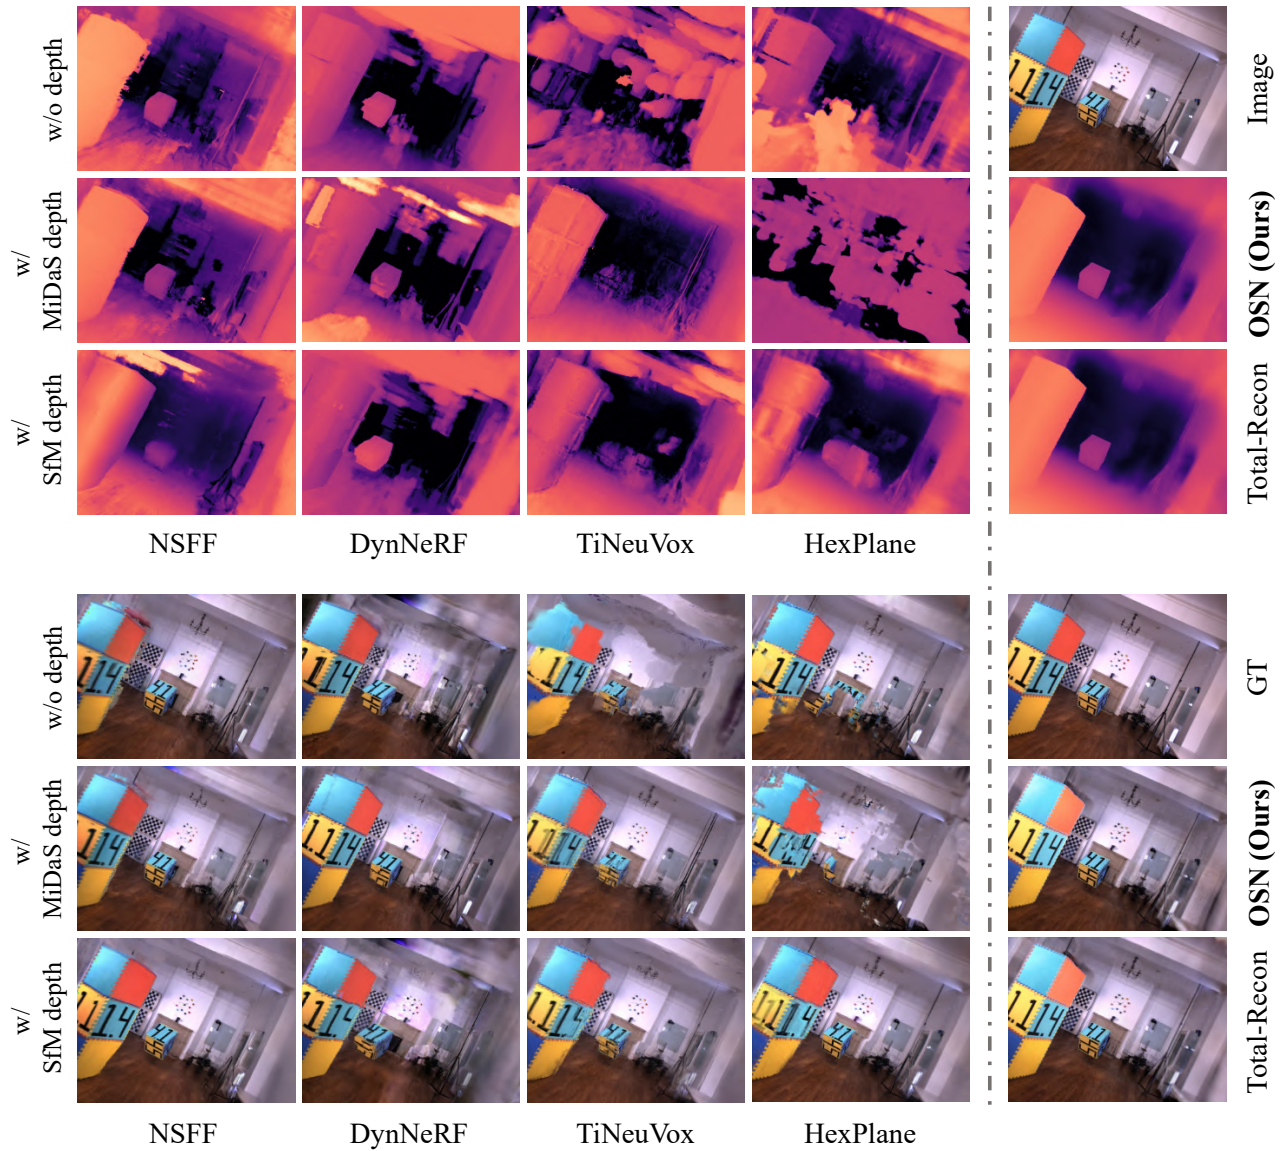 w/o depth
Image
w/
MiDaS depth
OSN (Ours)
w/
SfM depth
Total-Recon
NSFF
DynNeRF
TiNeuVox
HexPlane
w/o depth
GT
w/
MiDaS depth
OSN (Ours)
w/
SfM depth
Total-Recon
NSFF
DynNeRF
TiNeuVox
HexPlane